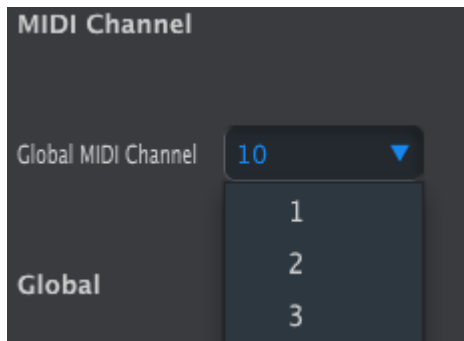 MIDI Channel
Global MIDI Channel 10
1
2
Global
3